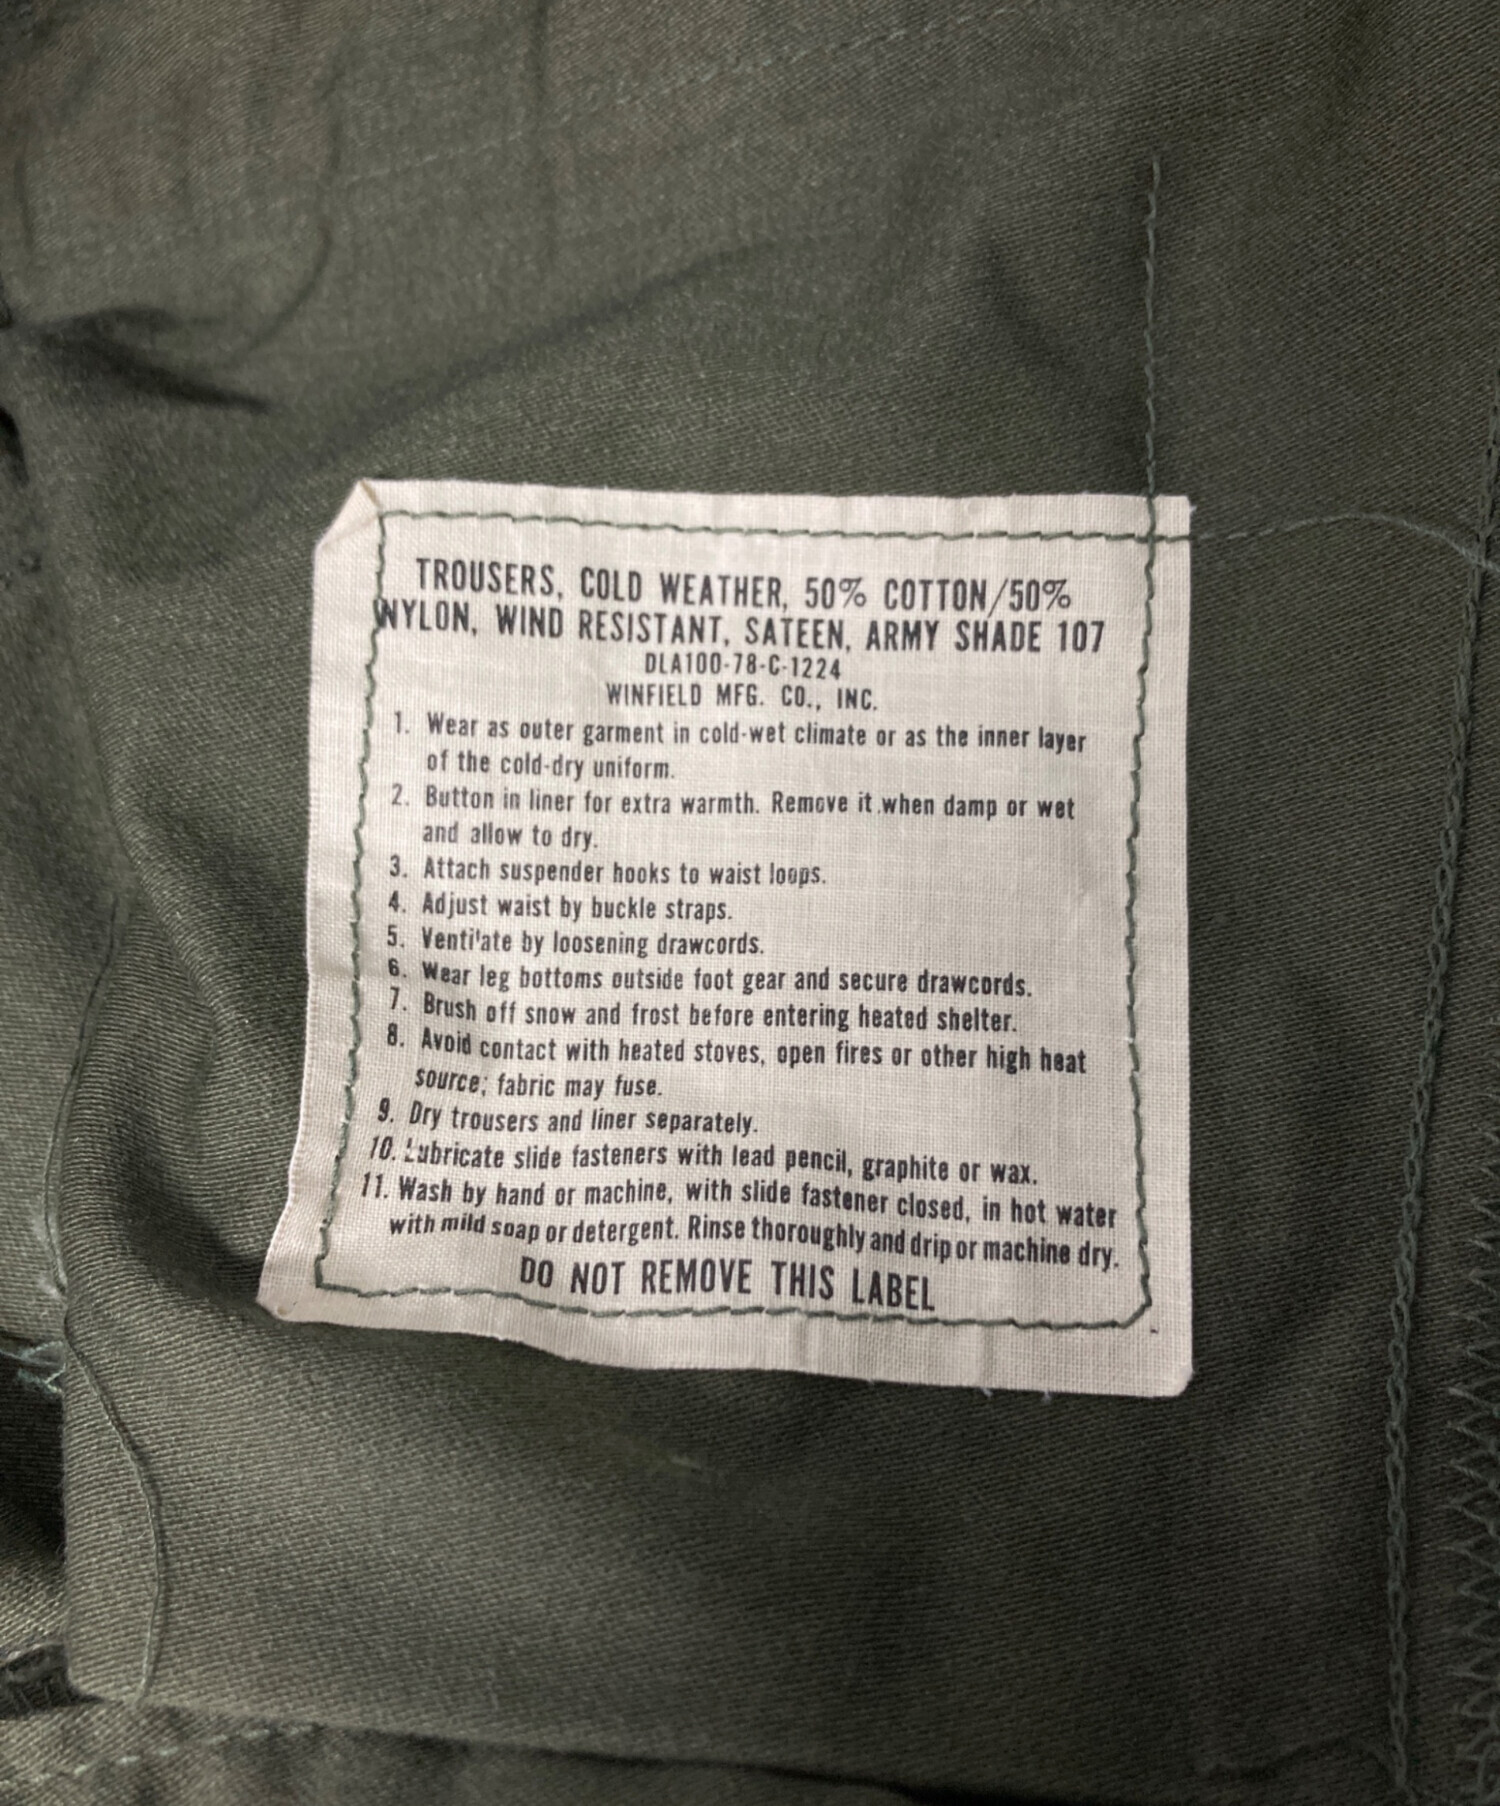 TROUSERS, COLD WEATHER, 50% COTTON/50%
NYLON, WIND RESISTANT, SATEEN, ARMY SHADE 107
DLA100-78-C-1224
WINFIELD MFG. CO., INC.
1. Wear as outer garment in cold-wet climate or as the inner layer
of the cold-dry uniform.
2. Button in liner for extra warmth. Remove it when damp or wet
and allow to dry.
3. Attach suspender hooks to waist loops.
4. Adjust waist by buckle straps.
5. Ventilate by loosening drawcords.
6. Wear leg bottoms outside foot gear and secure drawcords.
7. Brush off snow and frost before entering heated shelter.
8. Avoid contact with heated stoves, open fires or other high heat
source; fabric may fuse.
9. Dry trousers and liner separately.
10. Lubricate slide fasteners with lead pencil, graphite or wax.
11. Wash by hand or machine, with slide fastener closed, in hot water
with mild soap or detergent. Rinse thoroughly and drip or machine dry.
DO NOT REMOVE THIS LABEL